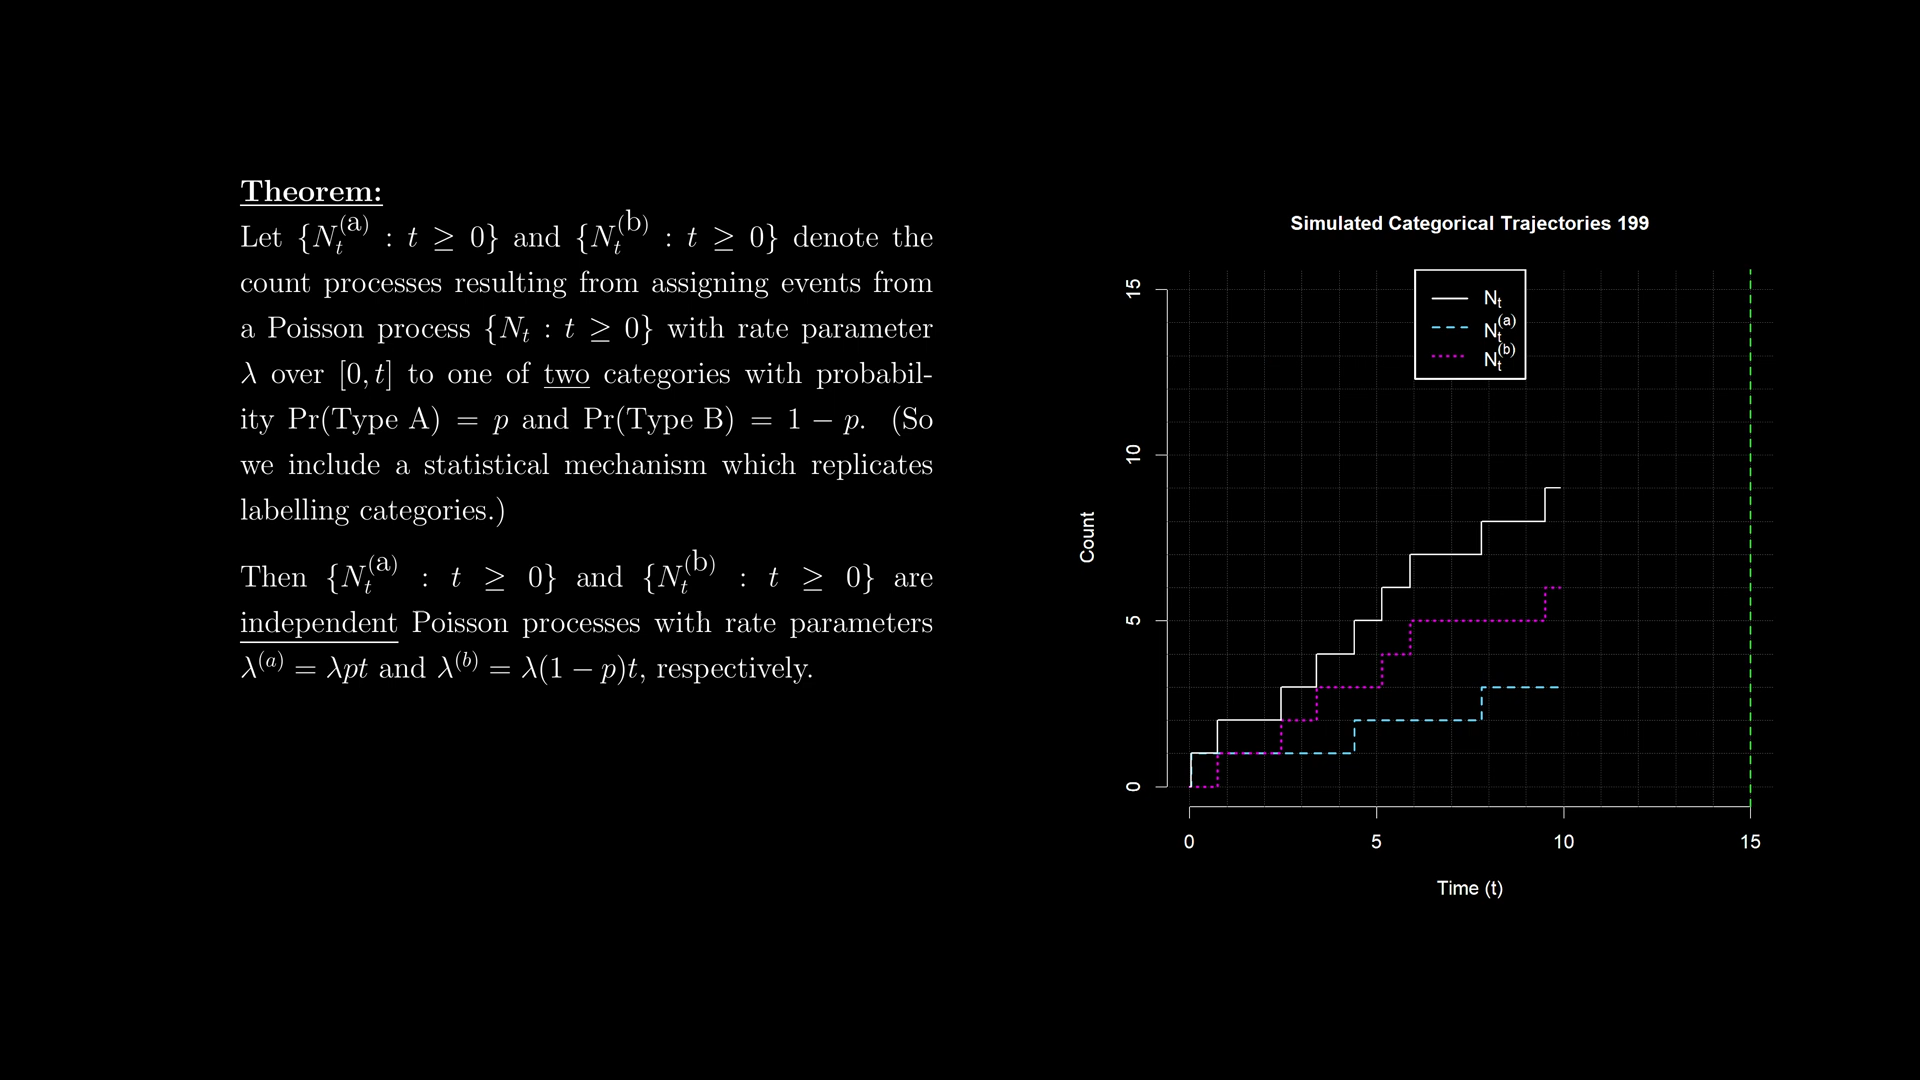 Theorem:
Let {N_t^(a) : t ≥ 0} and {N_t^(b) : t ≥ 0} denote the
count processes resulting from assigning events from
a Poisson process {N_t : t ≥ 0} with rate parameter
λ over [0, t] to one of two categories with probabil-
ity Pr(Type A) = p and Pr(Type B) = 1 − p. (So
we include a statistical mechanism which replicates
labelling categories.)
Then {N_t^(a) : t ≥ 0} and {N_t^(b) : t ≥ 0} are
independent Poisson processes with rate parameters
λ^(a) = λpt and λ^(b) = λ(1 − p)t, respectively.
Simulated Categorical Trajectories 199
N_t
N_t^(a)
N_t^(b)
Count
15
10
5
0
0 5 10 15
Time (t)